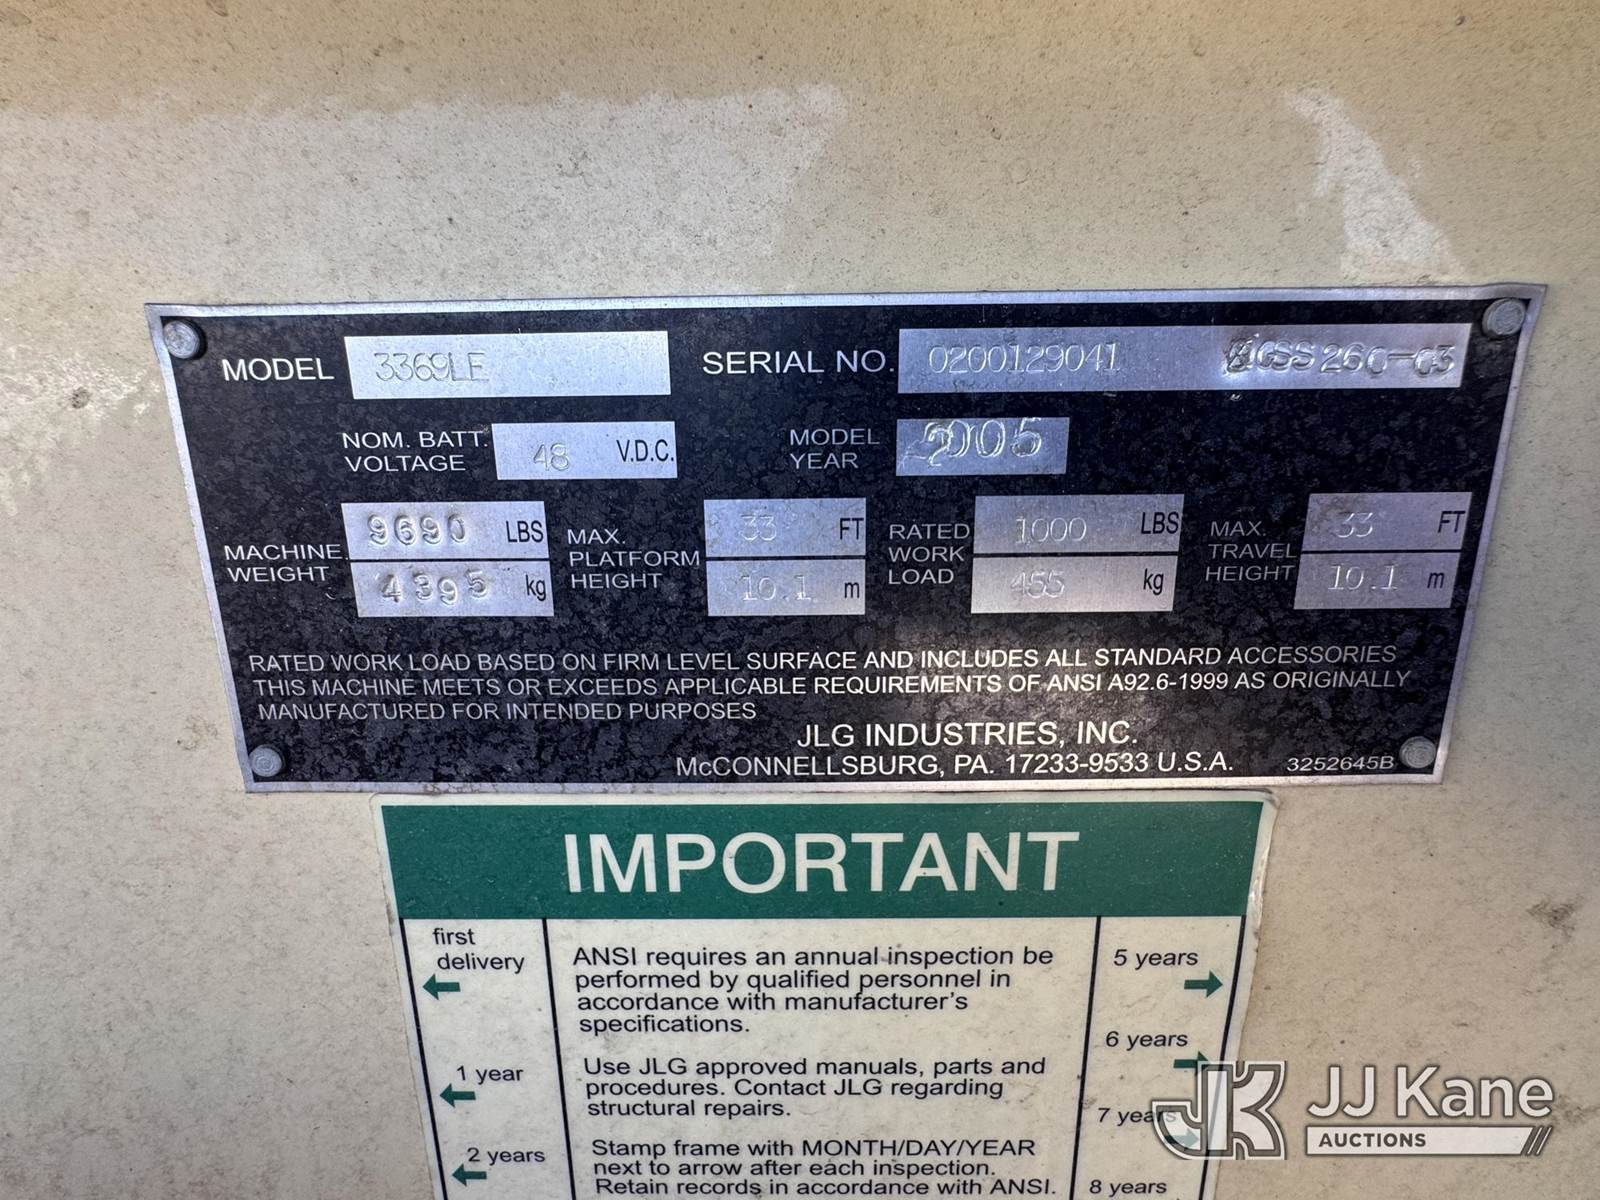 MODEL 3369LE SERIAL NO. 0200129041
NOM. BATT. VOLTAGE 48 V.D.C. MODEL YEAR 2005
MACHINE WEIGHT 9690 LBS 4395 kg
MAX. PLATFORM HEIGHT 33 FT 10.1 m
RATED WORK LOAD 1000 LBS 455 kg
MAX. TRAVEL HEIGHT 33 FT 10.1 m
RATED WORK LOAD BASED ON FIRM LEVEL SURFACE AND INCLUDES ALL STANDARD ACCESSORIES
THIS MACHINE MEETS OR EXCEEDS APPLICABLE REQUIREMENTS OF ANSI A92.6-1999 AS ORIGINALLY
MANUFACTURED FOR INTENDED PURPOSES
JLG INDUSTRIES, INC.
McCONNELLSBURG, PA. 17233-9533 U.S.A. 3252645B
IMPORTANT
first
delivery
1 year
2 years
ANSI requires an annual inspection be
performed by qualified personnel in
accordance with manufacturer's
specifications.
Use JLG approved manuals, parts and
procedures. Contact JLG regarding
structural repairs.
Stamp frame with MONTH/DAY/YEAR
next to arrow after each inspection.
Retain records in accordance with ANSI.
5 years
6 years
7 years
8 years
JK
JJ Kane
AUCTIONS